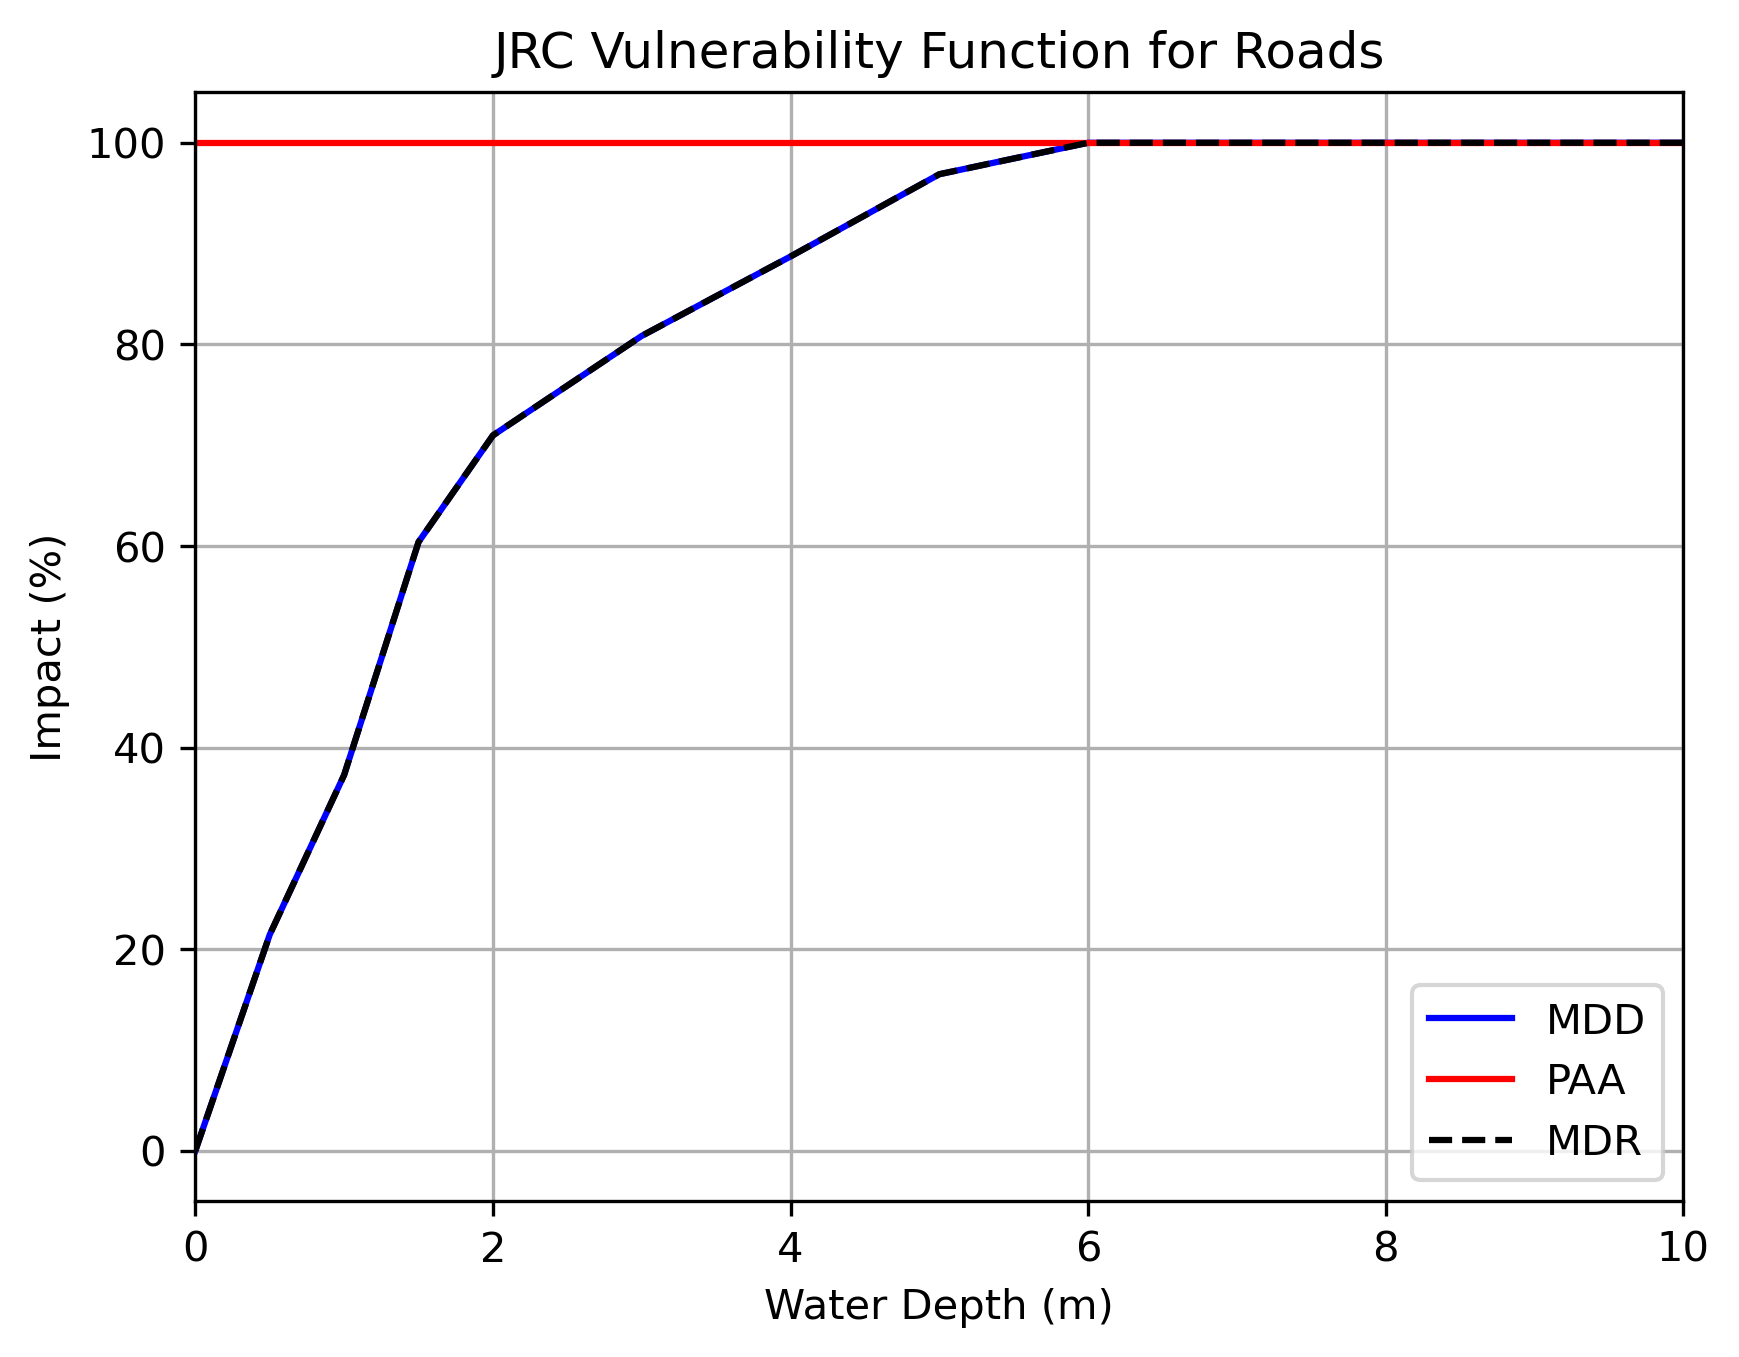 JRC Vulnerability Function for Roads
100
80
60
40
20
0
Impact (%)
0 2 4 6 8 10
Water Depth (m)
MDD
PAA
MDR